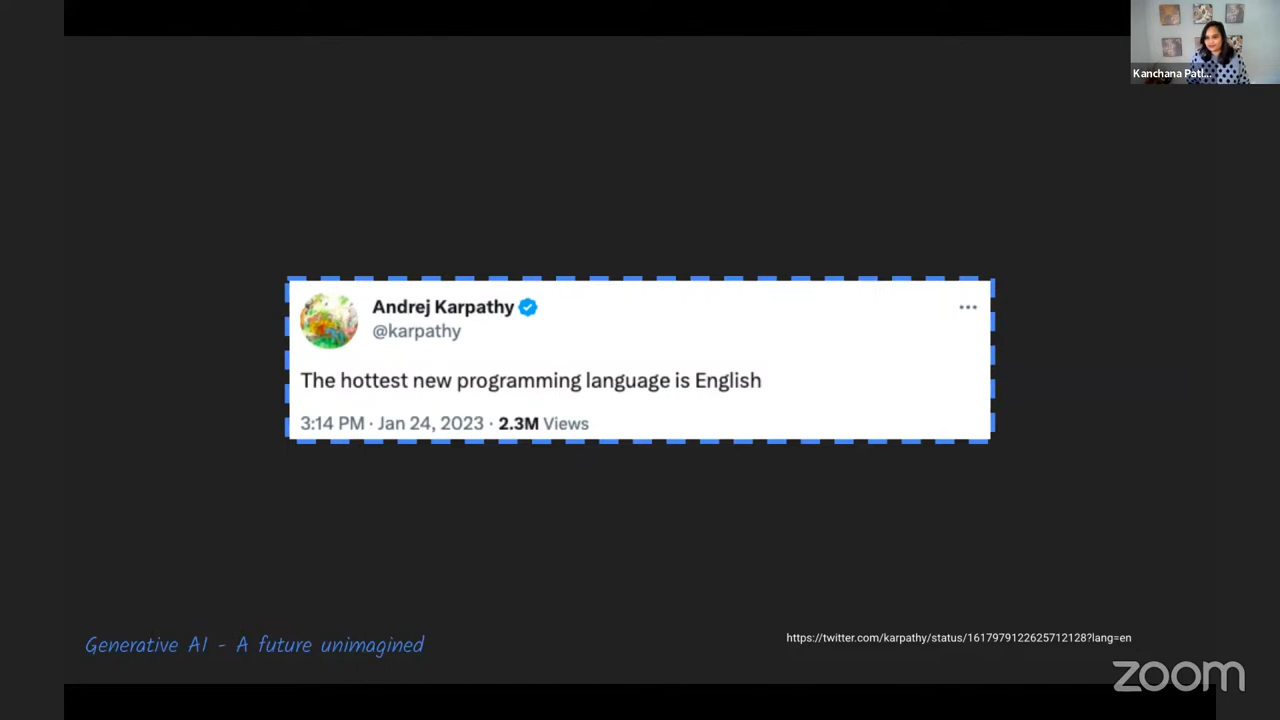 Kanchana Patl...
Andrej Karpathy
@karpathy
The hottest new programming language is English
3:14 PM · Jan 24, 2023 · 2.3M Views
Generative AI - A future unimagined
https://twitter.com/karpathy/status/1617979122625712128?lang=en
zoom